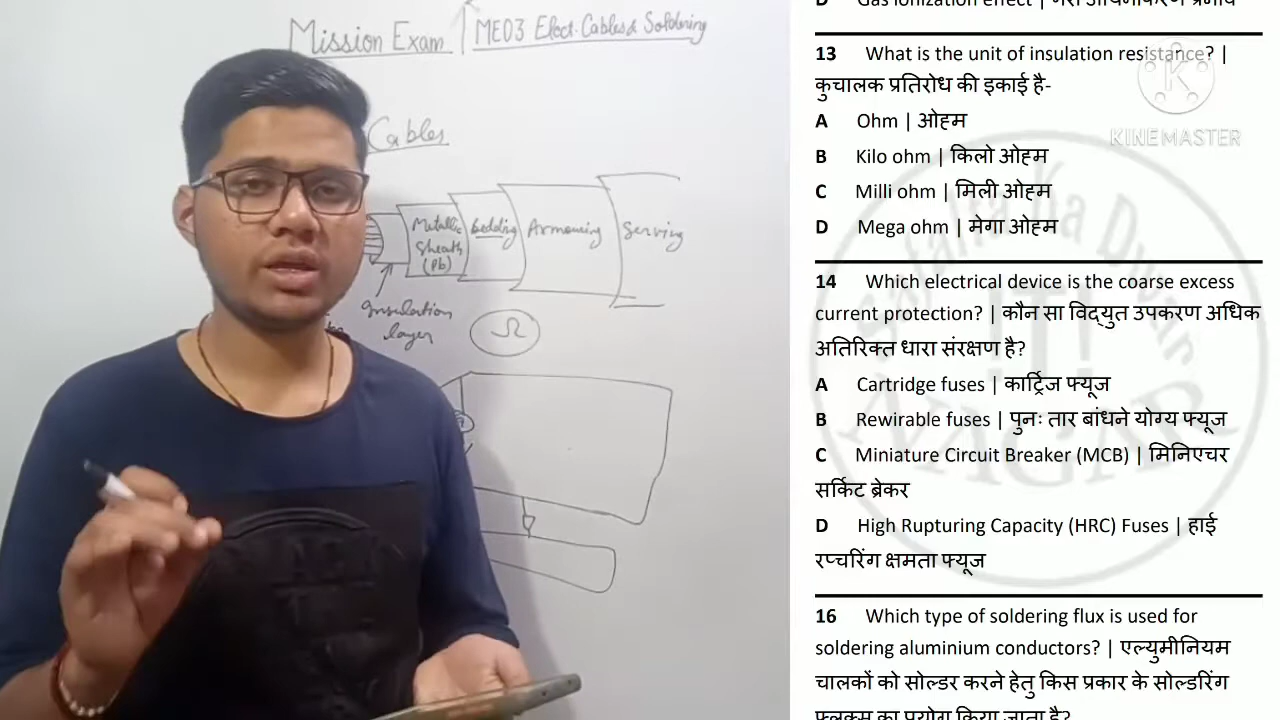 Mission Exam
ME03 Elect. Cables & Soldering
Cables
Metallic
Sheath
(Pb)
Bedding
Armouring
Serving
Insulation
layer
Ω
13 What is the unit of insulation resistance? |
कुचालक प्रतिरोध की इकाई है-
A Ohm | ओह्म
B Kilo ohm | किलो ओह्म
C Milli ohm | मिली ओह्म
D Mega ohm | मेगा ओह्म
14 Which electrical device is the coarse excess
current protection? | कौन सा विद्युत उपकरण अधिक
अतिरिक्त धारा संरक्षण है?
A Cartridge fuses | कार्ट्रिज फ्यूज
B Rewirable fuses | पुनः तार बांधने योग्य फ्यूज
C Miniature Circuit Breaker (MCB) | मिनिएचर
सर्किट ब्रेकर
D High Rupturing Capacity (HRC) Fuses | हाई
रप्चरिंग क्षमता फ्यूज
16 Which type of soldering flux is used for
soldering aluminium conductors? | एल्युमीनियम
चालकों को सोल्डर करने हेतु किस प्रकार के सोल्डरिंग
फ्लक्स का प्रयोग किया जाता है?
K
KINEMASTER